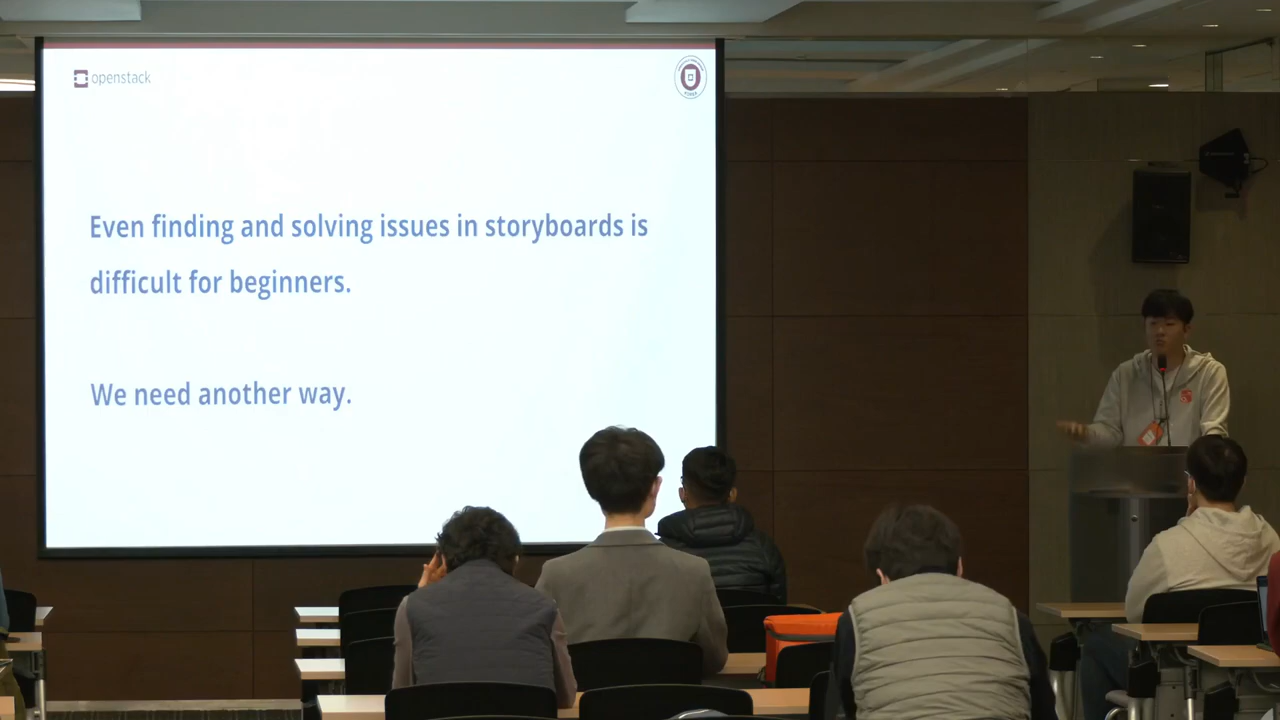 openstack
Even finding and solving issues in storyboards is
difficult for beginners.
We need another way.